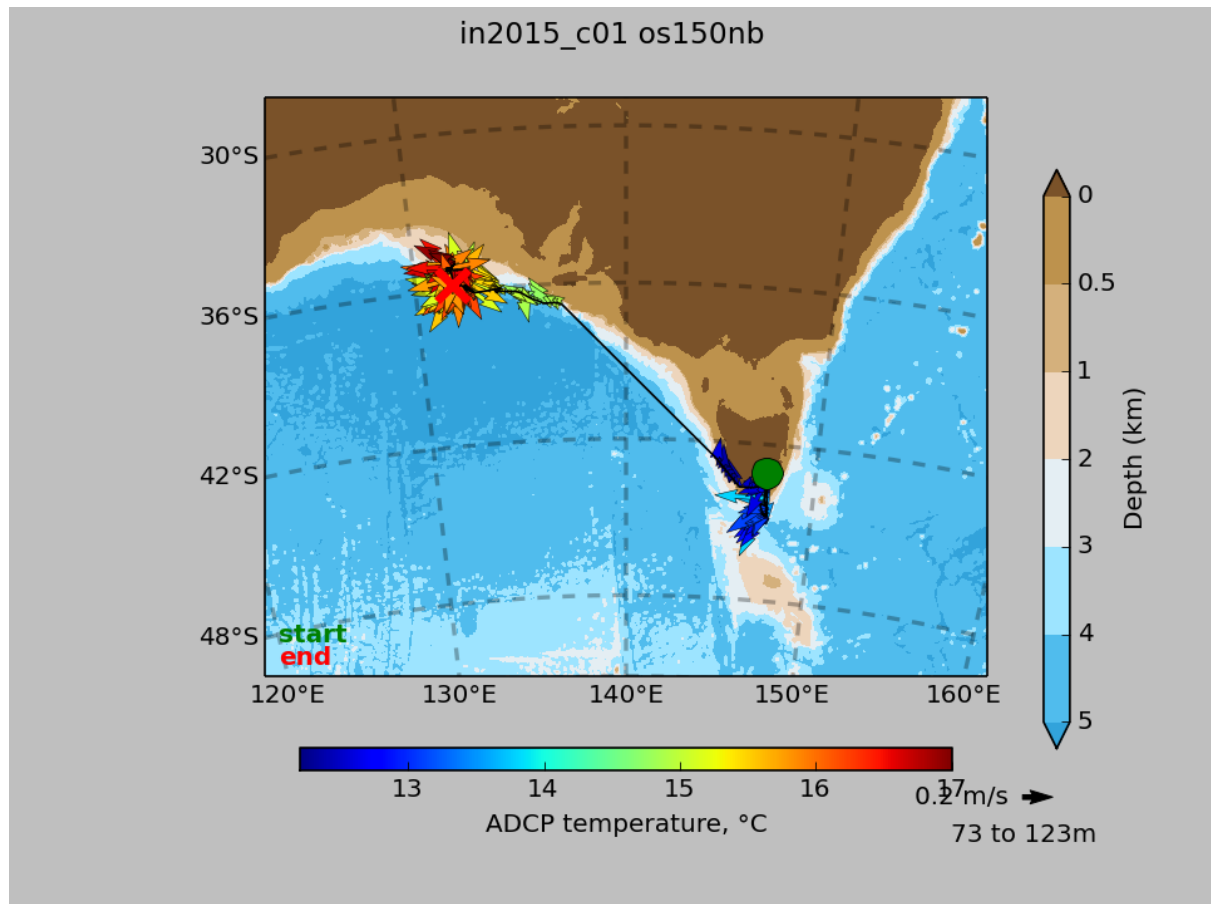 in2015_c01 os150nb
30°S
36°S
42°S
48°S
start
end
120°E 130°E 140°E 150°E 160°E
0
0.5
1
2
3
4
5
Depth (km)
13 14 15 16 17
0.2 m/s
ADCP temperature, °C
73 to 123m